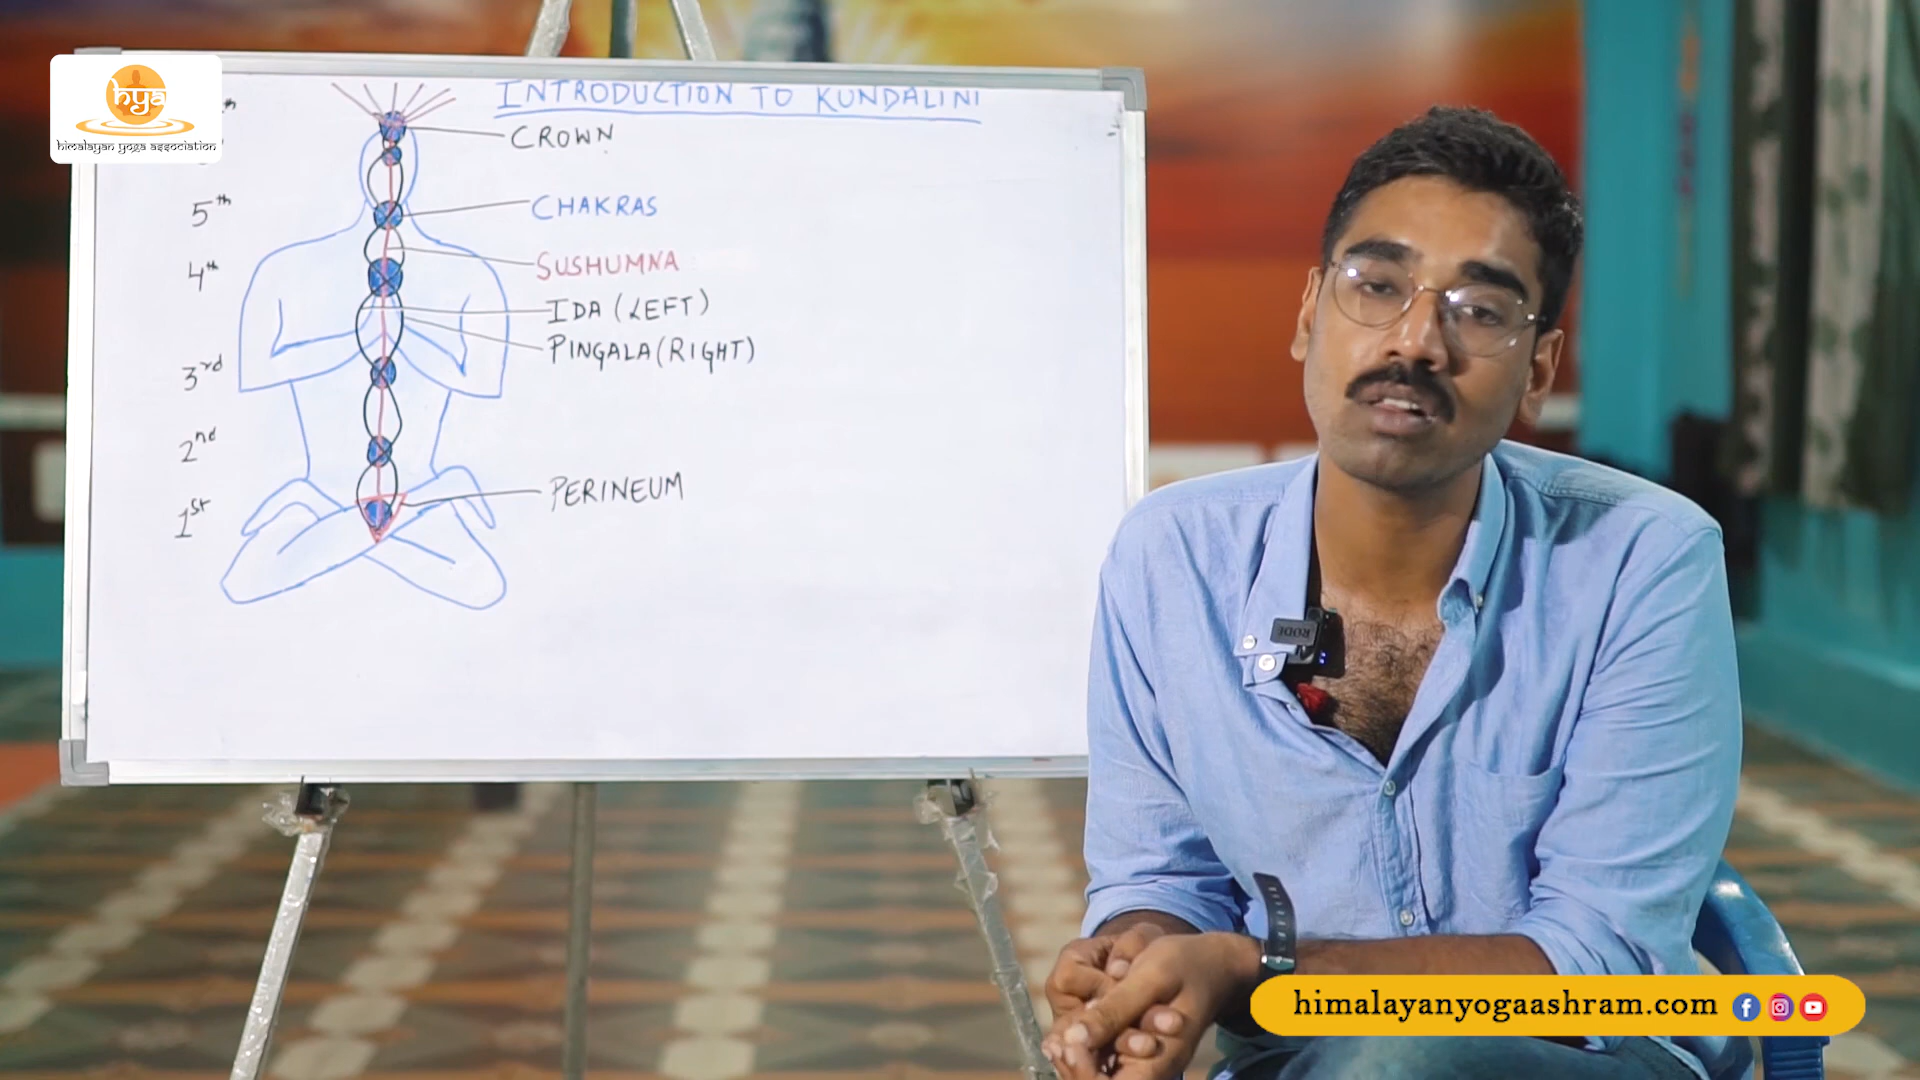 hya
himalayan yoga association
INTRODUCTION TO KUNDALINI
CROWN
5th
CHAKRAS
4th
SUSHUMNA
IDA (LEFT)
PINGALA (RIGHT)
3rd
2nd
PERINEUM
1st
RODE
himalayanyogaashram.com